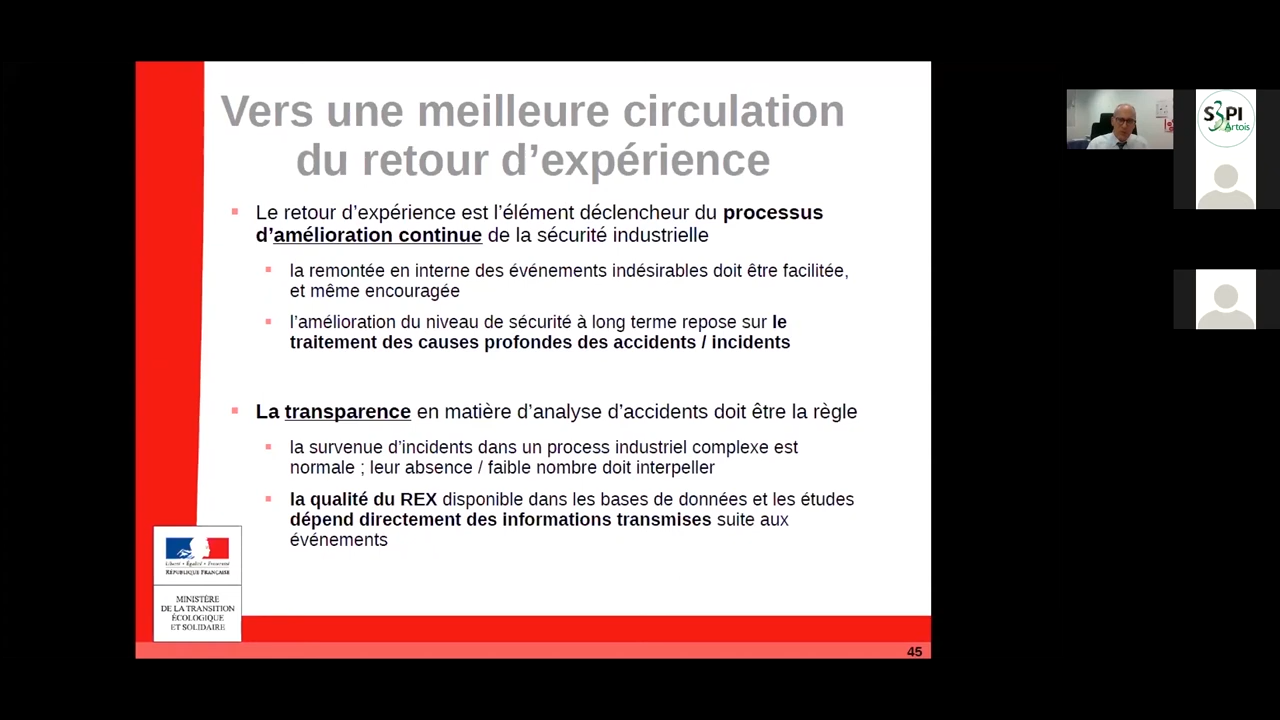 Vers une meilleure circulation
du retour d’expérience
Le retour d’expérience est l’élément déclencheur du processus
d’amélioration continue de la sécurité industrielle
la remontée en interne des événements indésirables doit être facilitée,
et même encouragée
l’amélioration du niveau de sécurité à long terme repose sur le
traitement des causes profondes des accidents / incidents
La transparence en matière d’analyse d’accidents doit être la règle
la survenue d’incidents dans un process industriel complexe est
normale ; leur absence / faible nombre doit interpeller
la qualité du REX disponible dans les bases de données et les études
dépend directement des informations transmises suite aux
événements
Liberté • Égalité • Fraternité
RÉPUBLIQUE FRANÇAISE
MINISTÈRE
DE LA TRANSITION
ÉCOLOGIQUE
ET SOLIDAIRE
45
S3PI
Artois